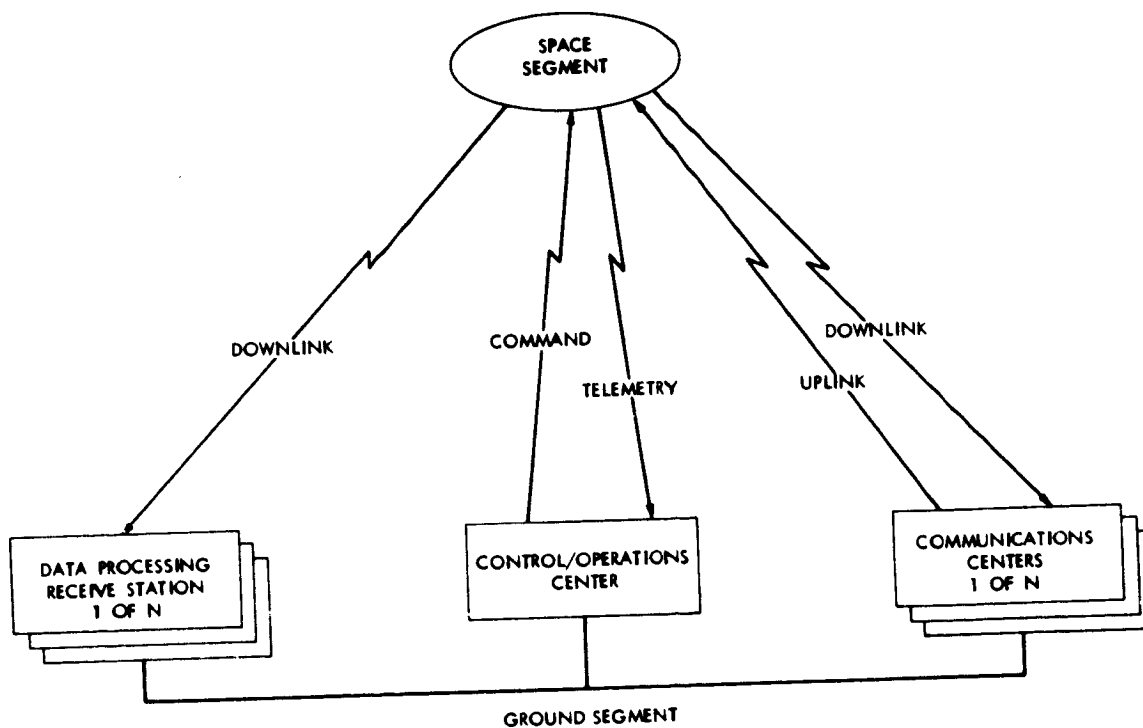 SPACE
SEGMENT
DOWNLINK
COMMAND
TELEMETRY
UPLINK
DOWNLINK
DATA PROCESSING
RECEIVE STATION
1 OF N
CONTROL/OPERATIONS
CENTER
COMMUNICATIONS
CENTERS
1 OF N
GROUND SEGMENT